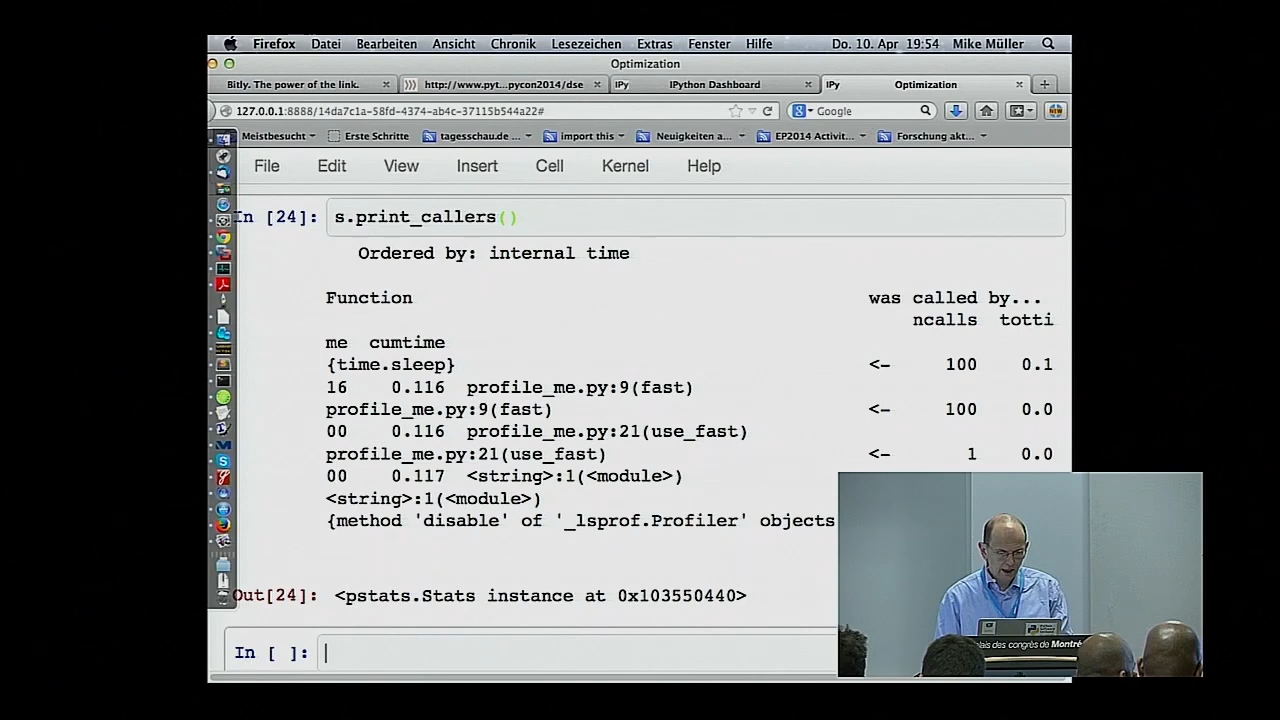 Firefox Datei Bearbeiten Ansicht Chronik Lesezeichen Extras Fenster Hilfe Do. 10. Apr 19:54 Mike Müller
Optimization
Bitly. The power of the link. http://www.pyt...pycon2014/dse IPy IPython Dashboard IPy Optimization
127.0.0.1:8888/14da7c1a-58fd-4374-ab4c-37115b544a22# Google
Meistbesucht Erste Schritte tagesschau.de ... import this Neuigkeiten a... EP2014 Activit... Forschung akt...
File Edit View Insert Cell Kernel Help
In [24]: s.print_callers()
Ordered by: internal time
Function was called by...
ncalls totti
me cumtime
{time.sleep} <- 100 0.1
16 0.116 profile_me.py:9(fast)
profile_me.py:9(fast) <- 100 0.0
00 0.116 profile_me.py:21(use_fast)
profile_me.py:21(use_fast) <- 1 0.0
00 0.117 <string>:1(<module>)
<string>:1(<module>)
{method 'disable' of '_lsprof.Profiler' objects
Out[24]: <pstats.Stats instance at 0x103550440>
In [ ]:
lais des congrès de Montré